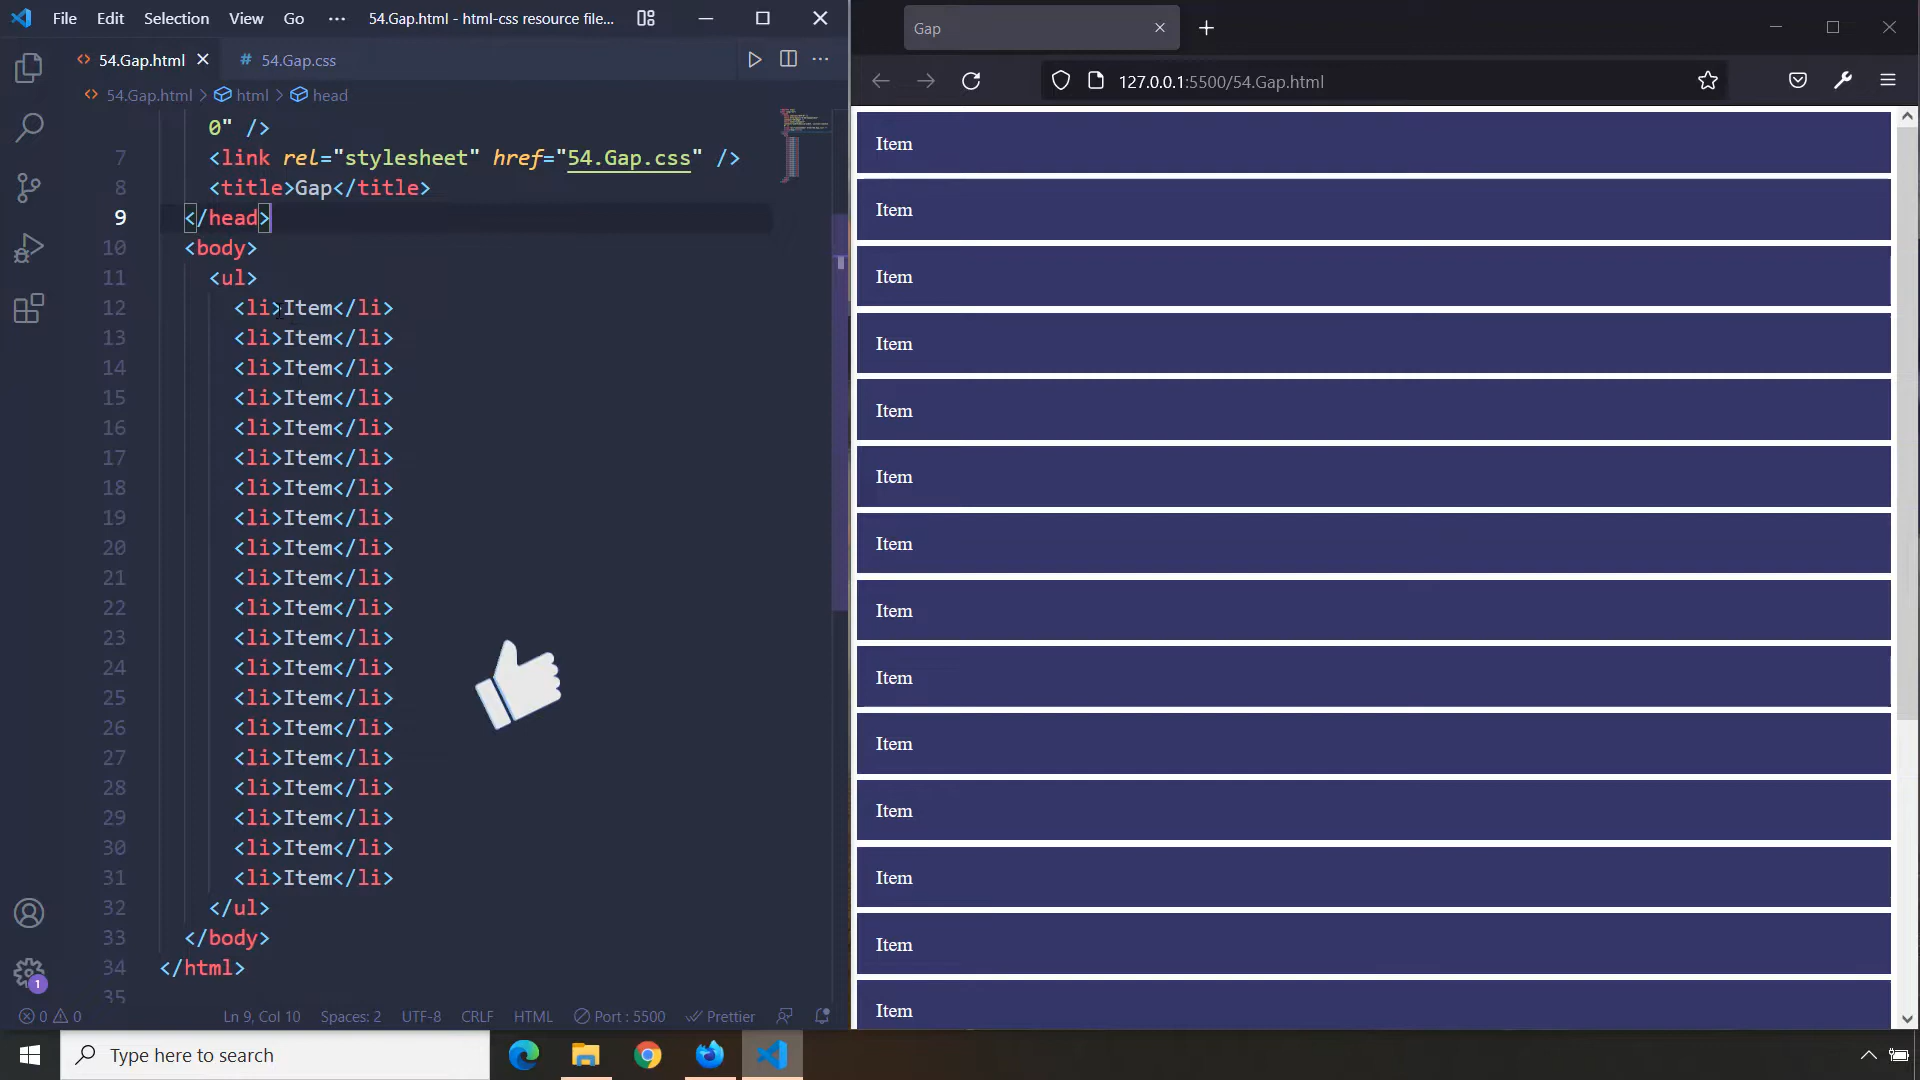 File Edit Selection View Go ··· 54.Gap.html - html-css resource file...
54.Gap.html 54.Gap.css
54.Gap.html > html > head
0" />
7 <link rel="stylesheet" href="54.Gap.css" />
8 <title>Gap</title>
9 </head>
10 <body>
11 <ul>
12 <li>Item</li>
13 <li>Item</li>
14 <li>Item</li>
15 <li>Item</li>
16 <li>Item</li>
17 <li>Item</li>
18 <li>Item</li>
19 <li>Item</li>
20 <li>Item</li>
21 <li>Item</li>
22 <li>Item</li>
23 <li>Item</li>
24 <li>Item</li>
25 <li>Item</li>
26 <li>Item</li>
27 <li>Item</li>
28 <li>Item</li>
29 <li>Item</li>
30 <li>Item</li>
31 <li>Item</li>
32 </ul>
33 </body>
34 </html>
35
1
0 0 Ln 9, Col 10 Spaces: 2 UTF-8 CRLF HTML Port : 5500 Prettier
Gap
127.0.0.1:5500/54.Gap.html
Item
Item
Item
Item
Item
Item
Item
Item
Item
Item
Item
Item
Item
Item
Type here to search